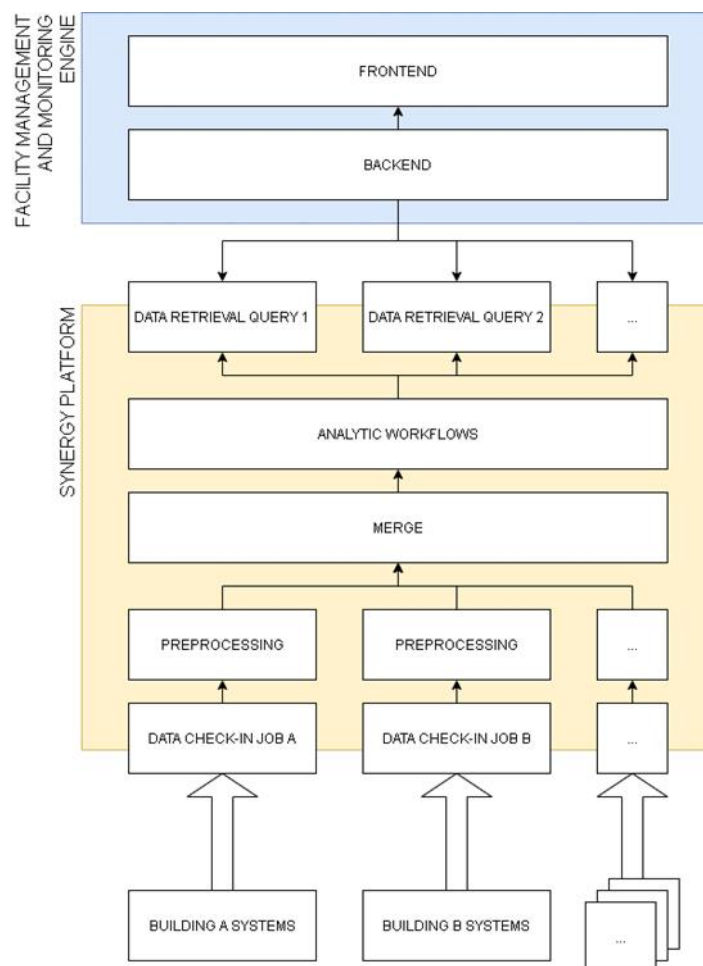 FACILITY MANAGEMENT
AND MONITORING
ENGINE
FRONTEND
BACKEND
SYNERGY PLATFORM
DATA RETRIEVAL QUERY 1
DATA RETRIEVAL QUERY 2
...
ANALYTIC WORKFLOWS
MERGE
PREPROCESSING
PREPROCESSING
...
DATA CHECK-IN JOB A
DATA CHECK-IN JOB B
...
BUILDING A SYSTEMS
BUILDING B SYSTEMS
...